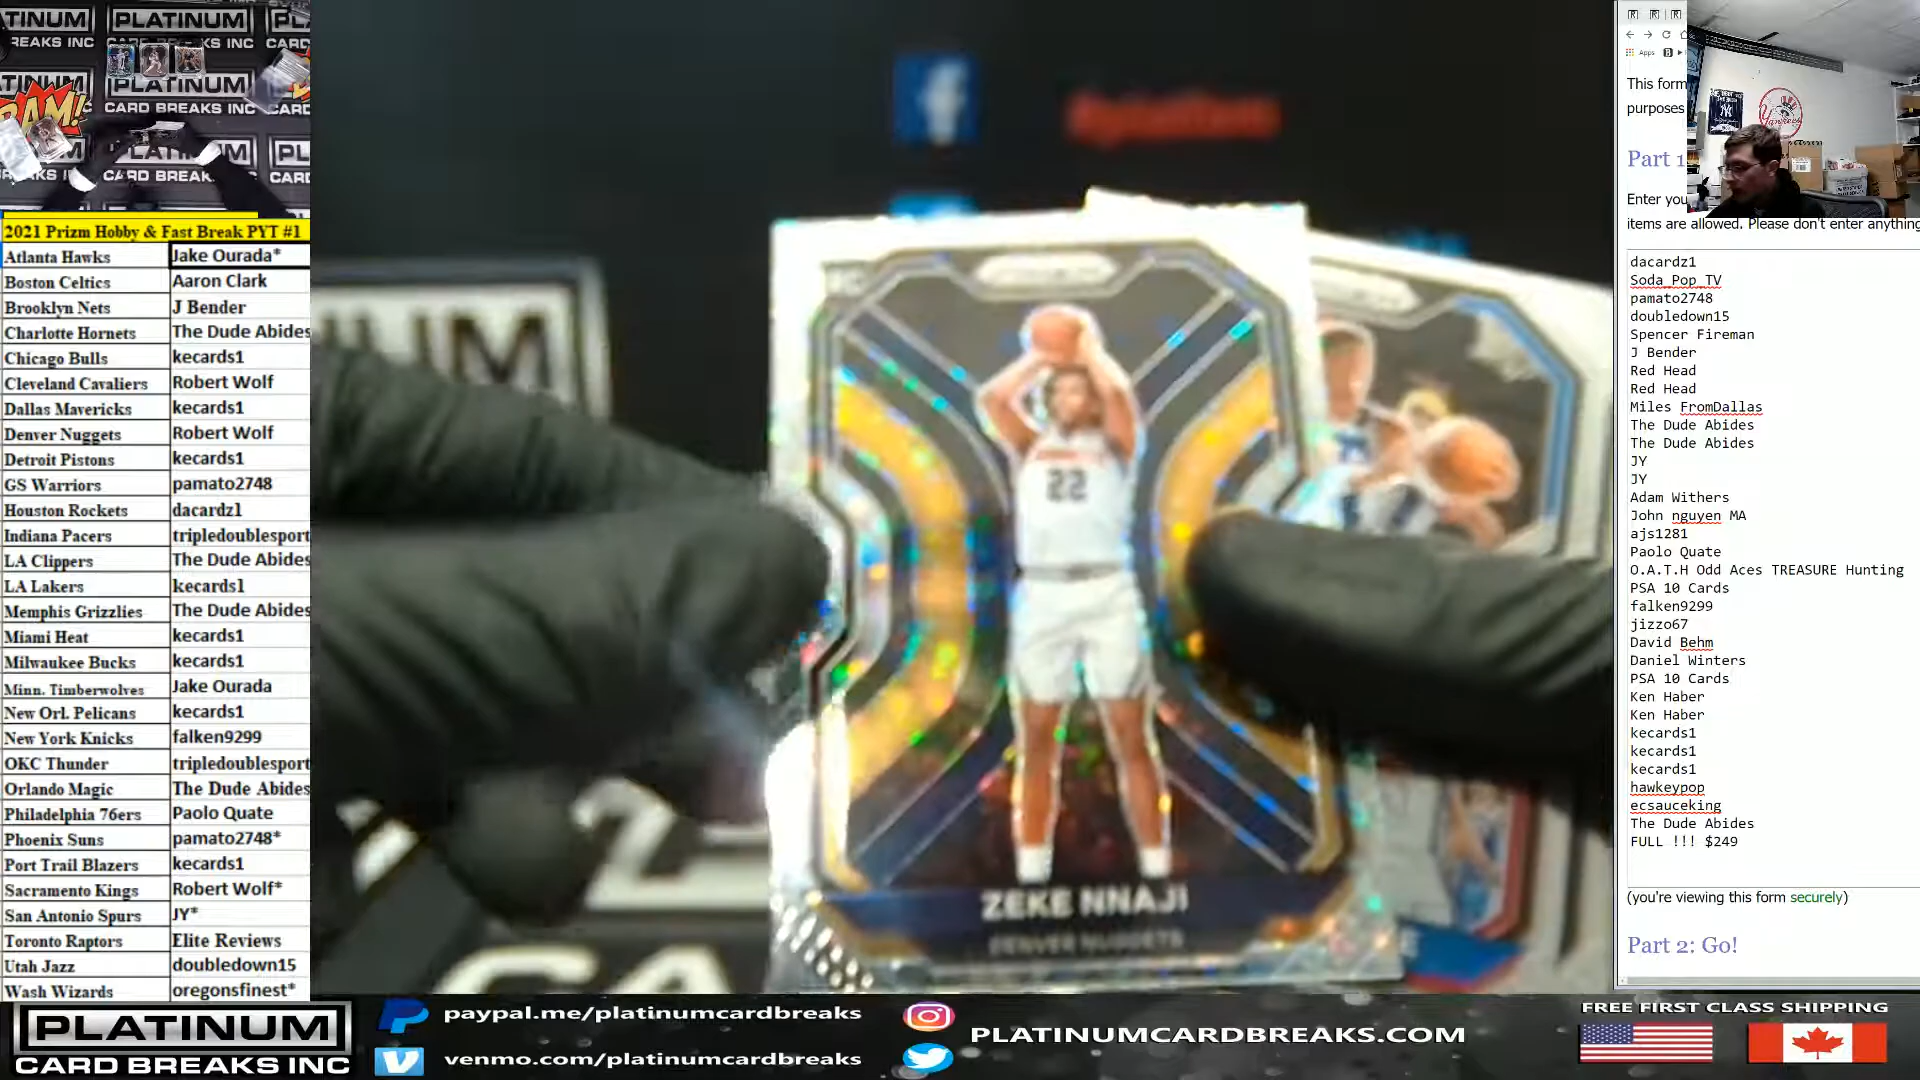 PLATINUM
CARD BREAKS INC
BAM!
2021 Prizm Hobby & Fast Break PYT #1
Atlanta Hawks Jake Ourada*
Boston Celtics Aaron Clark
Brooklyn Nets J Bender
Charlotte Hornets The Dude Abides
Chicago Bulls kecards1
Cleveland Cavaliers Robert Wolf
Dallas Mavericks kecards1
Denver Nuggets Robert Wolf
Detroit Pistons kecards1
GS Warriors pamato2748
Houston Rockets dacardz1
Indiana Pacers tripledoublesport
LA Clippers The Dude Abides
LA Lakers kecards1
Memphis Grizzlies The Dude Abides
Miami Heat kecards1
Milwaukee Bucks kecards1
Minn. Timberwolves Jake Ourada
New Orl. Pelicans kecards1
New York Knicks falken9299
OKC Thunder tripledoublesport
Orlando Magic The Dude Abides
Philadelphia 76ers Paolo Quate
Phoenix Suns pamato2748*
Port Trail Blazers kecards1
Sacramento Kings Robert Wolf*
San Antonio Spurs JY*
Toronto Raptors Elite Reviews
Utah Jazz doubledown15
Wash Wizards oregonsfinest*
22
ZEKE NNAJI
DENVER NUGGETS
Apps
This form
purposes
Part 1
Enter you
items are allowed. Please don't enter anything
dacardz1
Soda_Pop_TV
pamato2748
doubledown15
Spencer Fireman
J Bender
Red Head
Red Head
Miles FromDallas
The Dude Abides
The Dude Abides
JY
JY
Adam Withers
John nguyen MA
ajs1281
Paolo Quate
O.A.T.H Odd Aces TREASURE Hunting
PSA 10 Cards
falken9299
jizzo67
David Behm
Daniel Winters
PSA 10 Cards
Ken Haber
Ken Haber
kecards1
kecards1
kecards1
hawkeypop
ecsauceking
The Dude Abides
FULL !!! $249
(you're viewing this form securely)
Part 2: Go!
Yankees
PLATINUM
CARD BREAKS INC
paypal.me/platinumcardbreaks
venmo.com/platinumcardbreaks
PLATINUMCARDBREAKS.COM
FREE FIRST CLASS SHIPPING